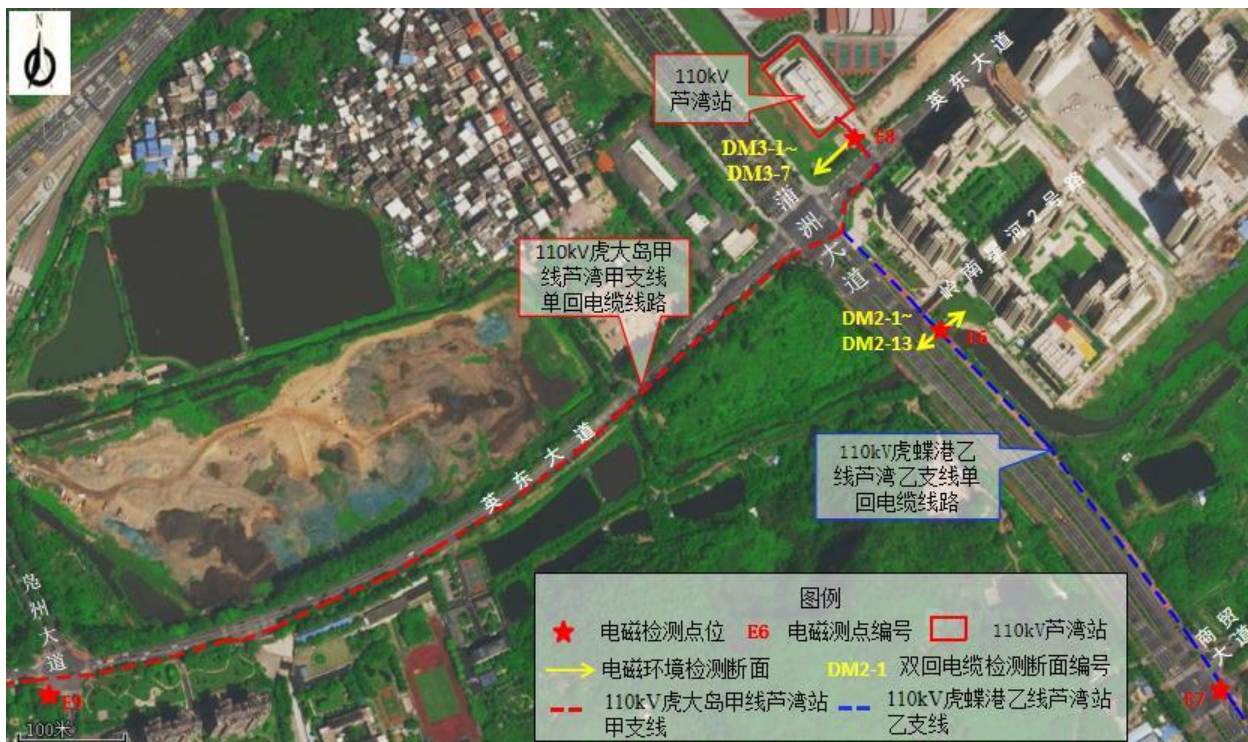 N
110kV
芦湾站
英东大道
E8
DM3-1~
DM3-7
蒲洲大道
岭南星河2号路
110kV虎大岛甲
线芦湾甲支线
单回电缆线路
DM2-1~
DM2-13
E6
110kV虎蝶港乙
线芦湾乙支线单
回电缆线路
英东大道
凫州大道
商贸大道
E9
E7
100米
图例
电磁检测点位
E6 电磁测点编号
110kV芦湾站
电磁环境检测断面
DM2-1 双回电缆检测断面编号
110kV虎大岛甲线芦湾站
甲支线
110kV虎蝶港乙线芦湾站
乙支线